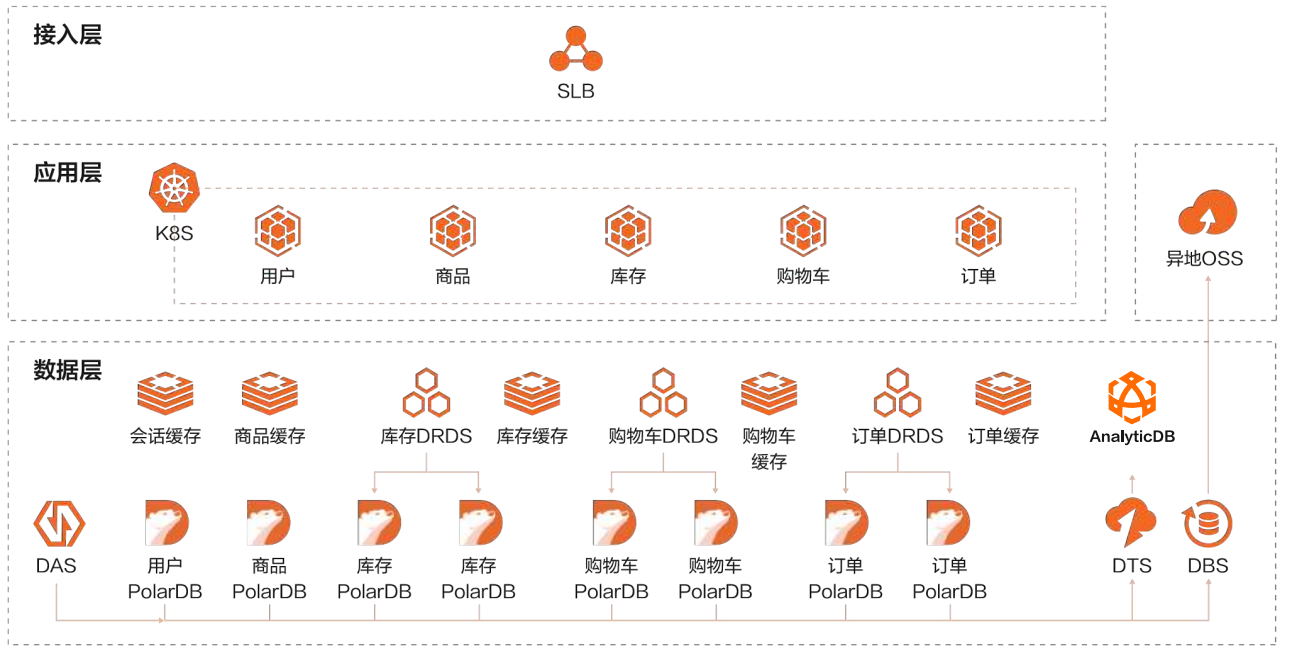 接入层
SLB
应用层
K8S
用户
商品
库存
购物车
订单
异地OSS
数据层
会话缓存
商品缓存
库存DRDS
库存缓存
购物车DRDS
购物车
缓存
订单DRDS
订单缓存
AnalyticDB
DAS
用户
PolarDB
商品
PolarDB
库存
PolarDB
库存
PolarDB
购物车
PolarDB
购物车
PolarDB
订单
PolarDB
订单
PolarDB
DTS
DBS